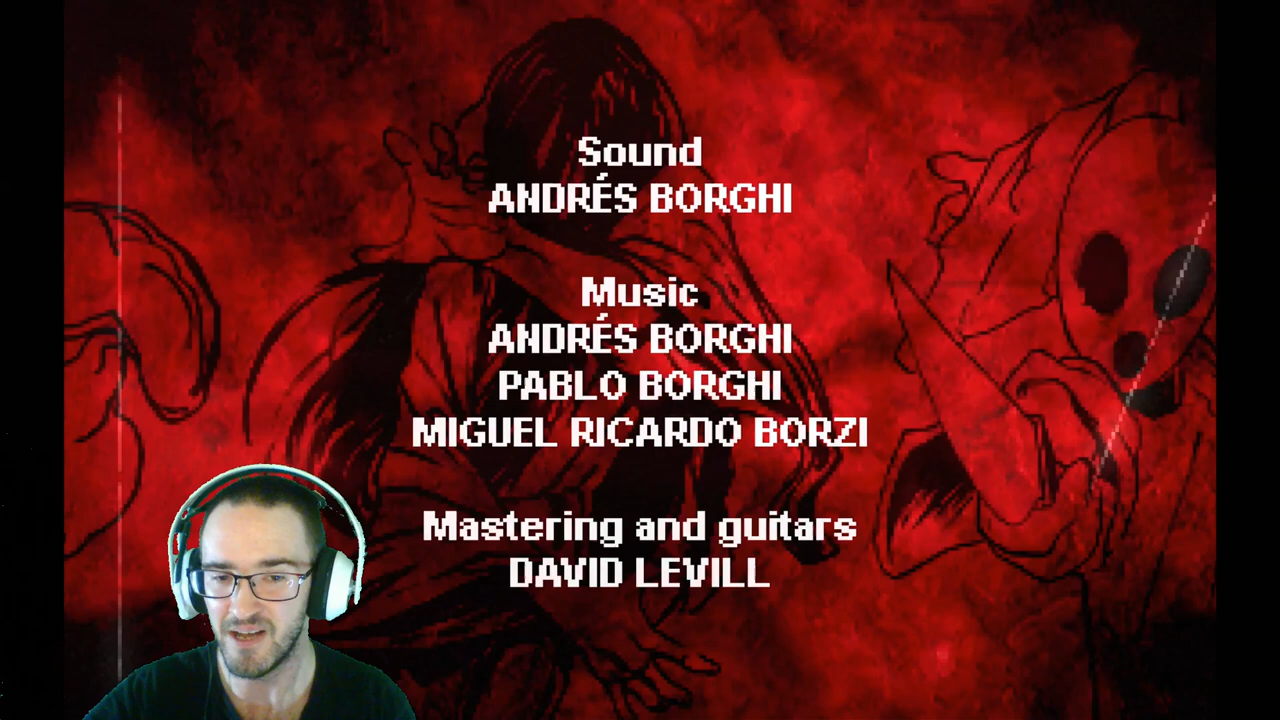 Sound
ANDRÉS BORGHI
Music
ANDRÉS BORGHI
PABLO BORGHI
MIGUEL RICARDO BORZI
Mastering and guitars
DAVID LEVILL